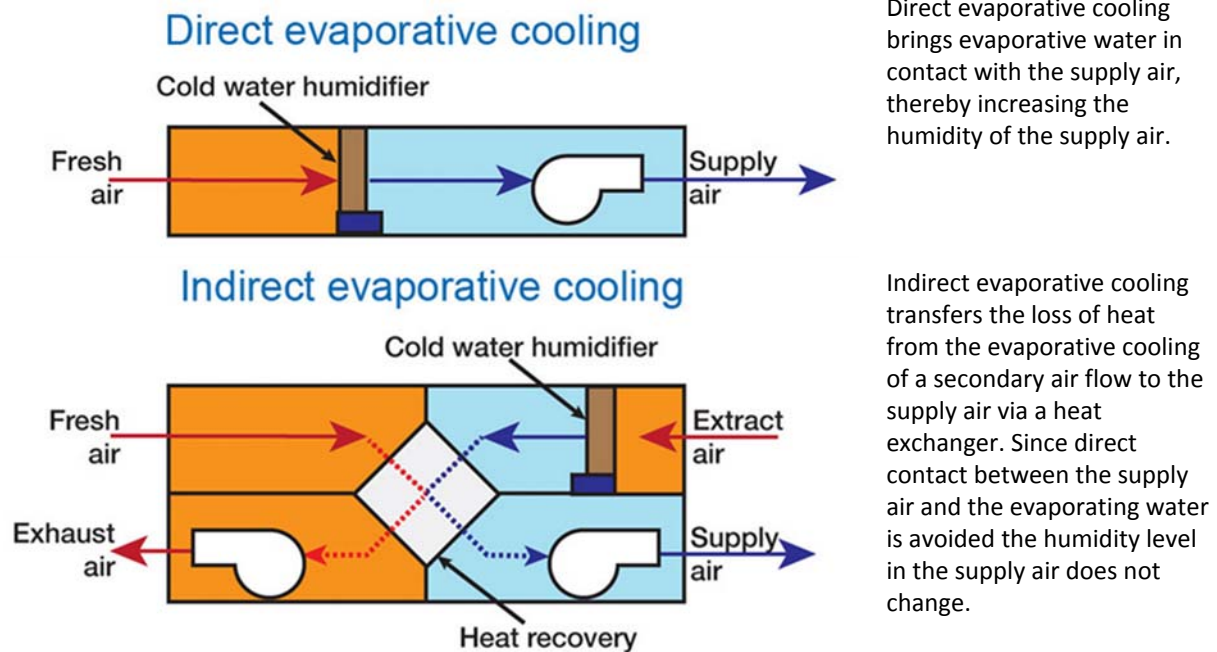 Direct evaporative cooling
Cold water humidifier
Fresh
air
Supply
air
Direct evaporative cooling
brings evaporative water in
contact with the supply air,
thereby increasing the
humidity of the supply air.
Indirect evaporative cooling
Cold water humidifier
Fresh
air
Extract
air
Exhaust
air
Supply
air
Heat recovery
Indirect evaporative cooling
transfers the loss of heat
from the evaporative cooling
of a secondary air flow to the
supply air via a heat
exchanger. Since direct
contact between the supply
air and the evaporating water
is avoided the humidity level
in the supply air does not
change.